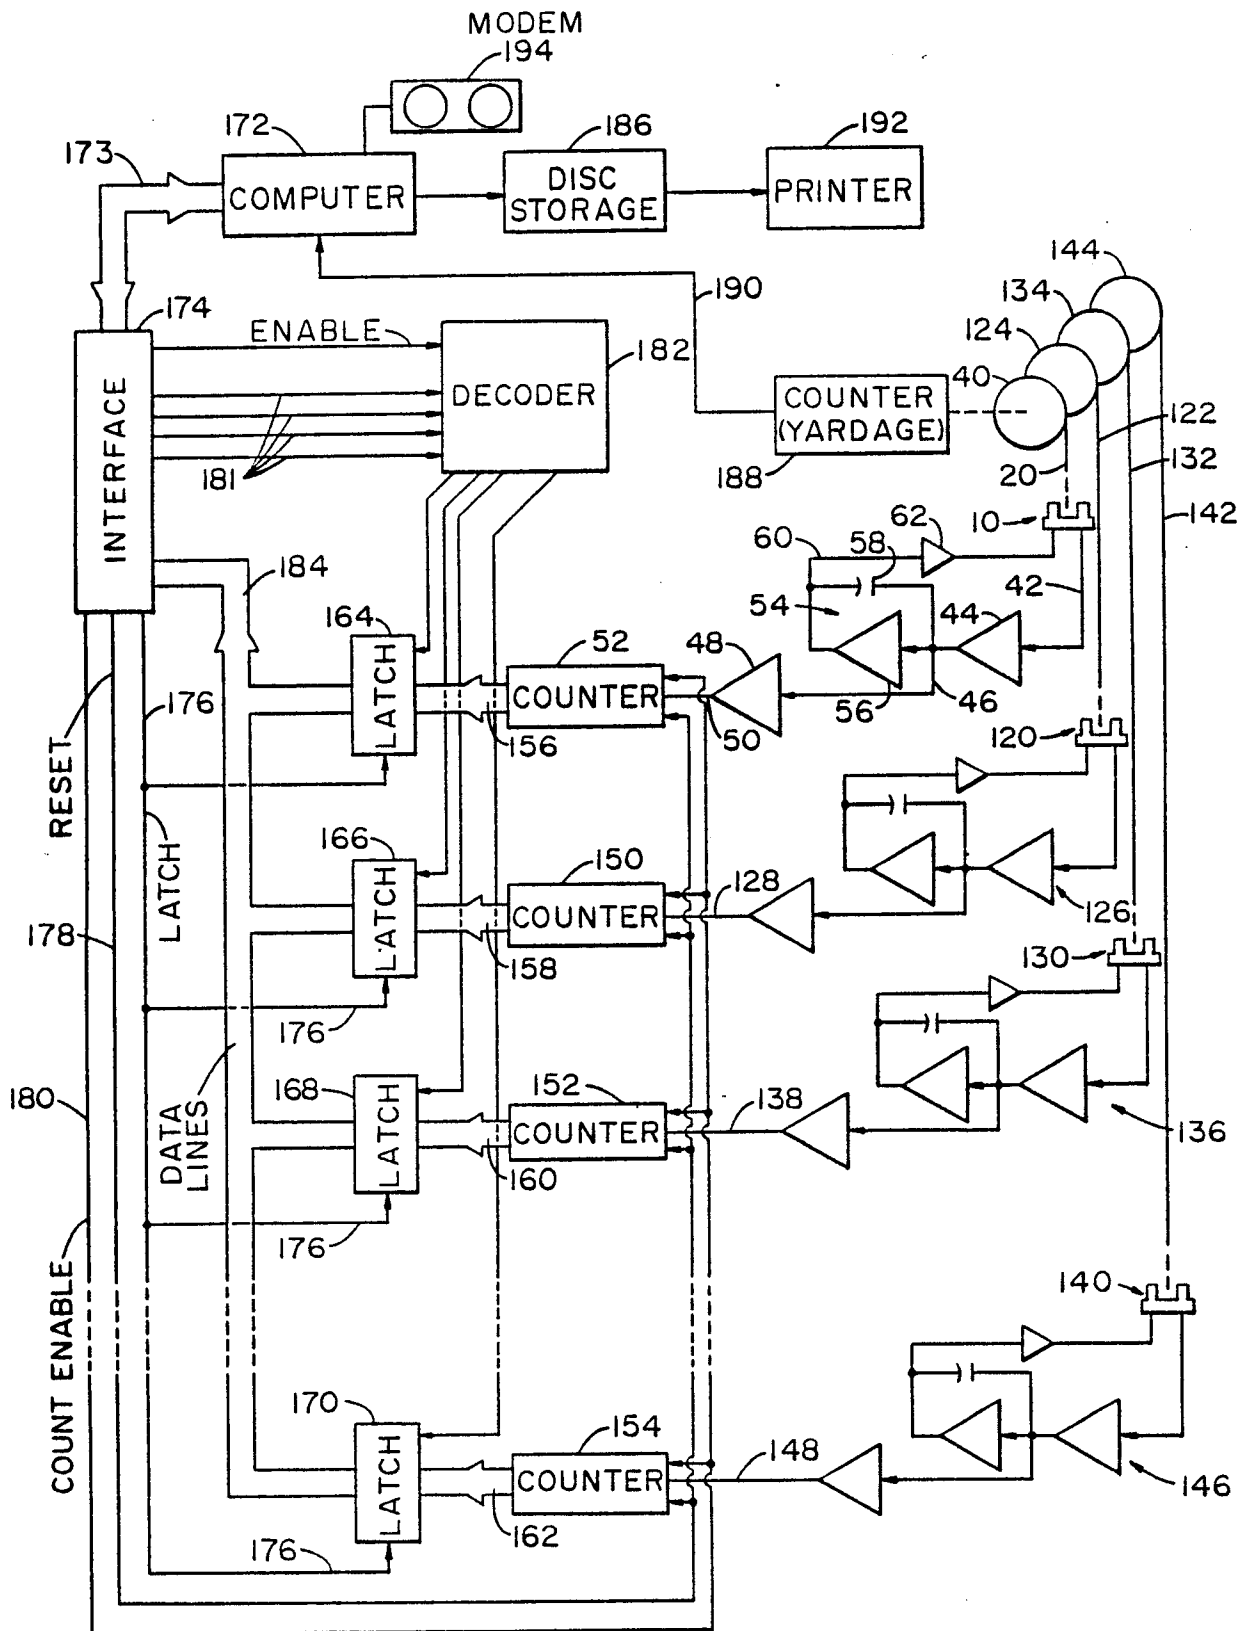 MODEM
194
172
186
192
173
COMPUTER
DISC
STORAGE
PRINTER
144
190
134
174
124
ENABLE
182
40
INTERFACE
DECODER
COUNTER
(YARDAGE)
122
181
188
20
132
10
62
142
60
58
184
42
54
44
164
52
48
LATCH
COUNTER
176
156
50
56
46
120
RESET
LATCH
166
150
LATCH
COUNTER
128
126
178
158
130
176
168
152
180
LATCH
COUNTER
138
136
DATA
LINES
160
176
COUNT ENABLE
140
170
154
LATCH
COUNTER
148
146
162
176